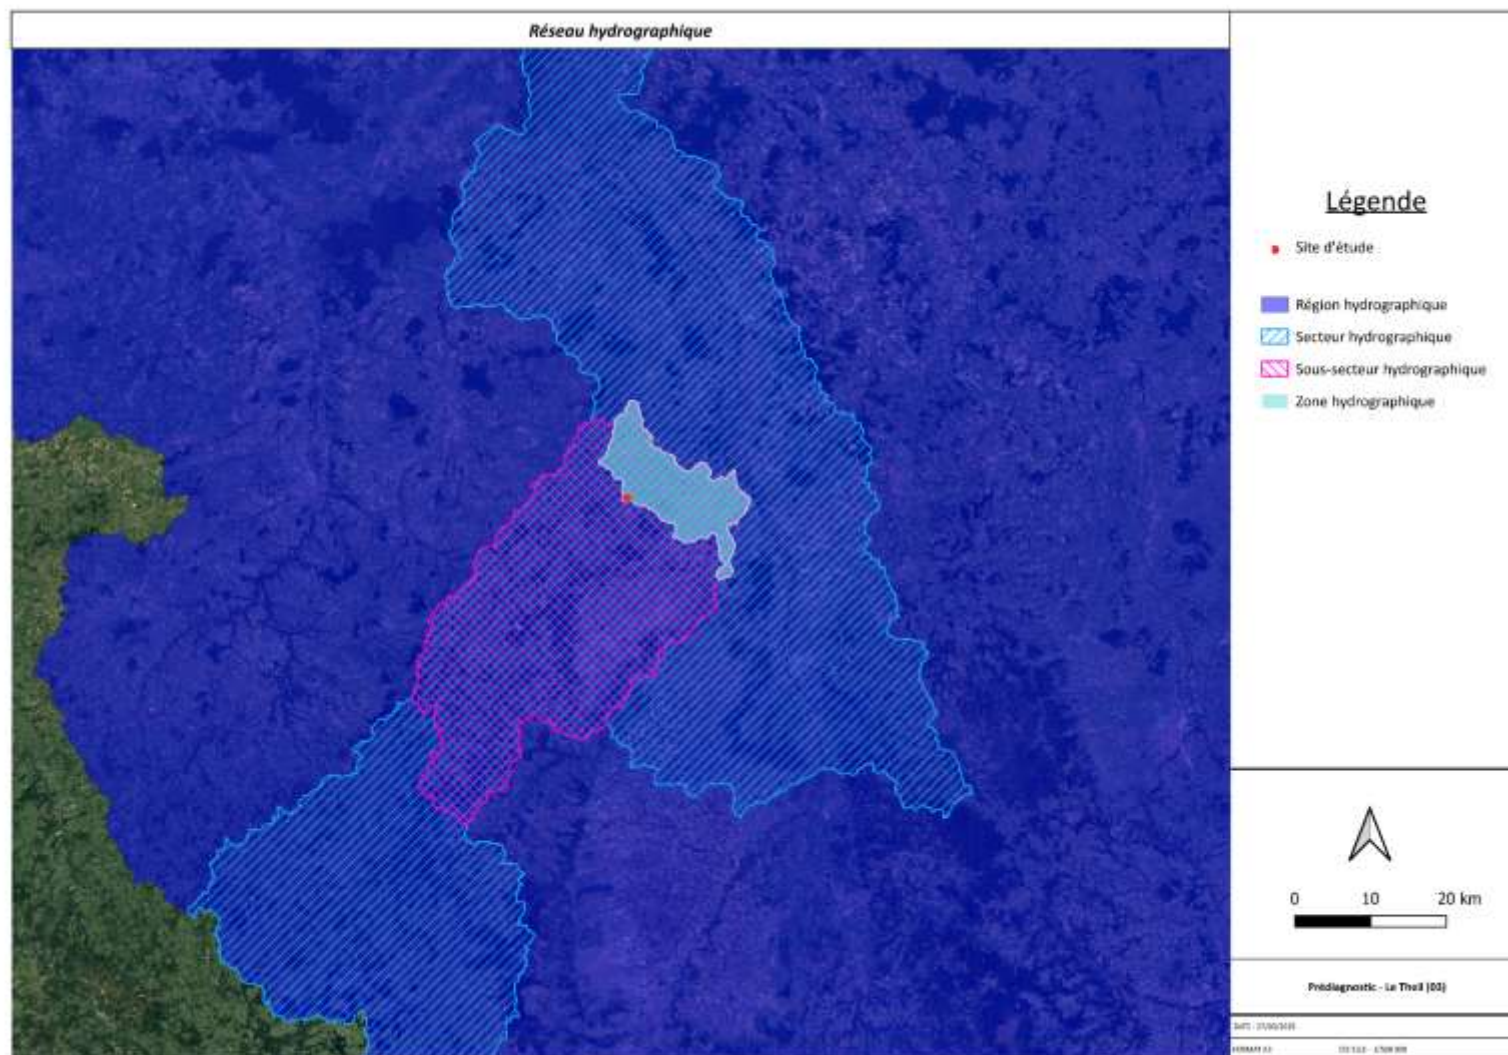 Réseau hydrographique
Légende
Site d'étude
Région hydrographique
Secteur hydrographique
Sous-secteur hydrographique
Zone hydrographique
0 10 20 km
Prédiagnostic - Le Theil (03)